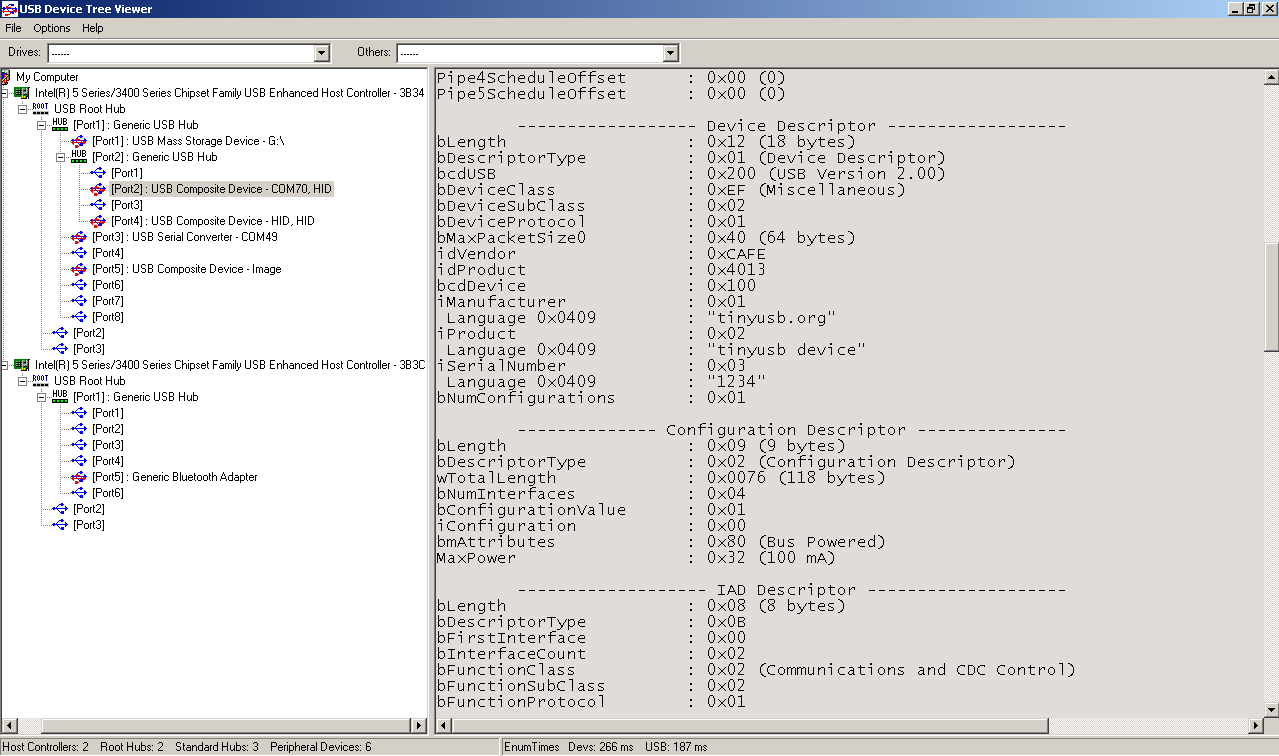 USB Device Tree Viewer
File Options Help
Drives: ------ Others: ------
My Computer
Intel(R) 5 Series/3400 Series Chipset Family USB Enhanced Host Controller - 3B34
ROOT USB Root Hub
HUB [Port1] : Generic USB Hub
[Port1] : USB Mass Storage Device - G:\
HUB [Port2] : Generic USB Hub
[Port1]
[Port2] : USB Composite Device - COM70, HID
[Port3]
[Port4] : USB Composite Device - HID, HID
[Port3] : USB Serial Converter - COM49
[Port4]
[Port5] : USB Composite Device - Image
[Port6]
[Port7]
[Port8]
[Port2]
[Port3]
Intel(R) 5 Series/3400 Series Chipset Family USB Enhanced Host Controller - 3B3C
ROOT USB Root Hub
HUB [Port1] : Generic USB Hub
[Port1]
[Port2]
[Port3]
[Port4]
[Port5] : Generic Bluetooth Adapter
[Port6]
[Port2]
[Port3]
Pipe4ScheduleOffset : 0x00 (0)
Pipe5ScheduleOffset : 0x00 (0)
------------------ Device Descriptor ------------------
bLength : 0x12 (18 bytes)
bDescriptorType : 0x01 (Device Descriptor)
bcdUSB : 0x200 (USB Version 2.00)
bDeviceClass : 0xEF (Miscellaneous)
bDeviceSubClass : 0x02
bDeviceProtocol : 0x01
bMaxPacketSize0 : 0x40 (64 bytes)
idVendor : 0xCAFE
idProduct : 0x4013
bcdDevice : 0x100
iManufacturer : 0x01
Language 0x0409 : "tinyusb.org"
iProduct : 0x02
Language 0x0409 : "tinyusb device"
iSerialNumber : 0x03
Language 0x0409 : "1234"
bNumConfigurations : 0x01
-------------- Configuration Descriptor ---------------
bLength : 0x09 (9 bytes)
bDescriptorType : 0x02 (Configuration Descriptor)
wTotalLength : 0x0076 (118 bytes)
bNumInterfaces : 0x04
bConfigurationValue : 0x01
iConfiguration : 0x00
bmAttributes : 0x80 (Bus Powered)
MaxPower : 0x32 (100 mA)
------------------- IAD Descriptor --------------------
bLength : 0x08 (8 bytes)
bDescriptorType : 0x0B
bFirstInterface : 0x00
bInterfaceCount : 0x02
bFunctionClass : 0x02 (Communications and CDC Control)
bFunctionSubClass : 0x02
bFunctionProtocol : 0x01
Host Controllers: 2 Root Hubs: 2 Standard Hubs: 3 Peripheral Devices: 6 EnumTimes Devs: 266 ms USB: 187 ms